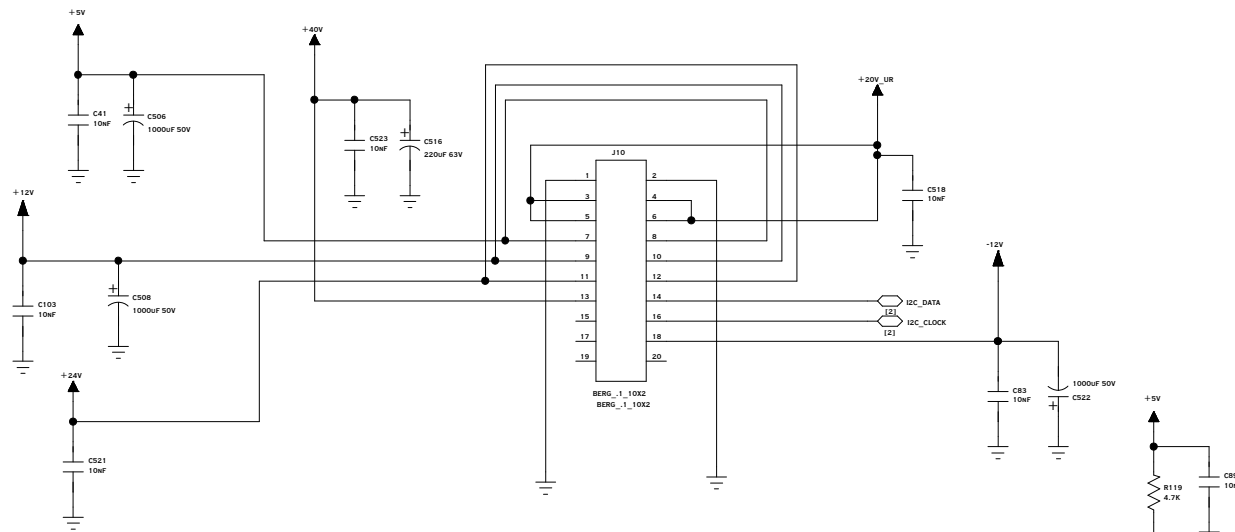 +5V
C41
10NF
C506
1000UF 50V
+40V
C523
10NF
C516
220UF 63V
+20V_UR
C518
10NF
+12V
C103
10NF
C508
1000UF 50V
+24V
C521
10NF
J10
1 2
3 4
5 6
7 8
9 10
11 12
13 14
15 16
17 18
19 20
BERG_.1_10X2
BERG_.1_10X2
I2C_DATA
[2]
I2C_CLOCK
[2]
-12V
C83
10NF
1000UF 50V
C522
+5V
R119
4.7K